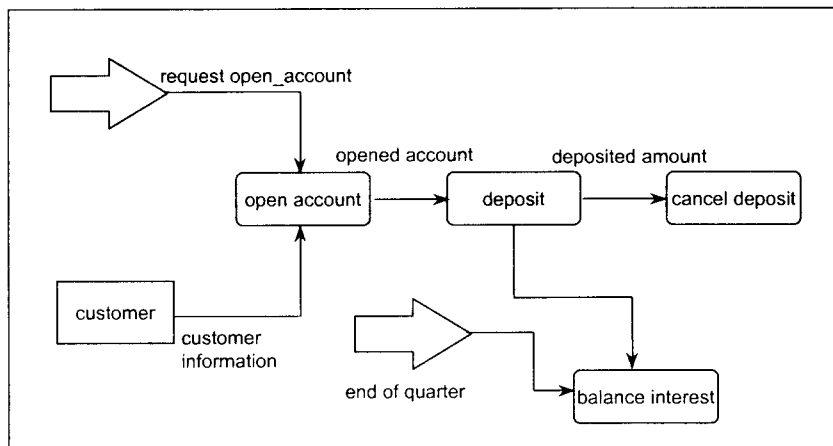 request open_account
opened account
deposited amount
open account
deposit
cancel deposit
customer
customer
information
end of quarter
balance interest